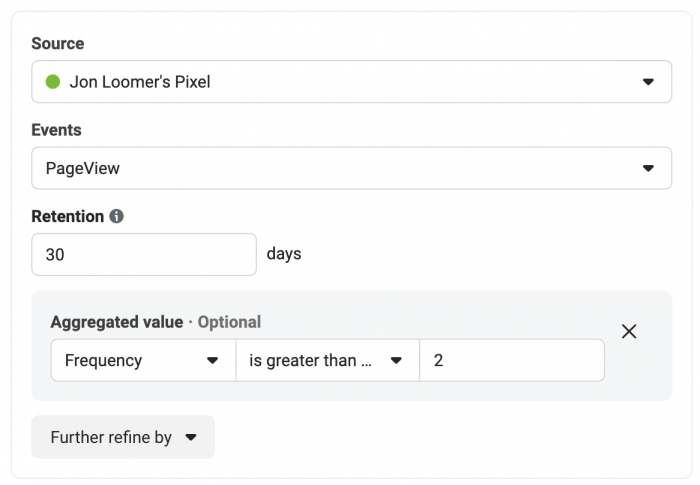 Source
Jon Loomer's Pixel
Events
PageView
Retention
30 days
Aggregated value · Optional
Frequency is greater than ... 2
Further refine by